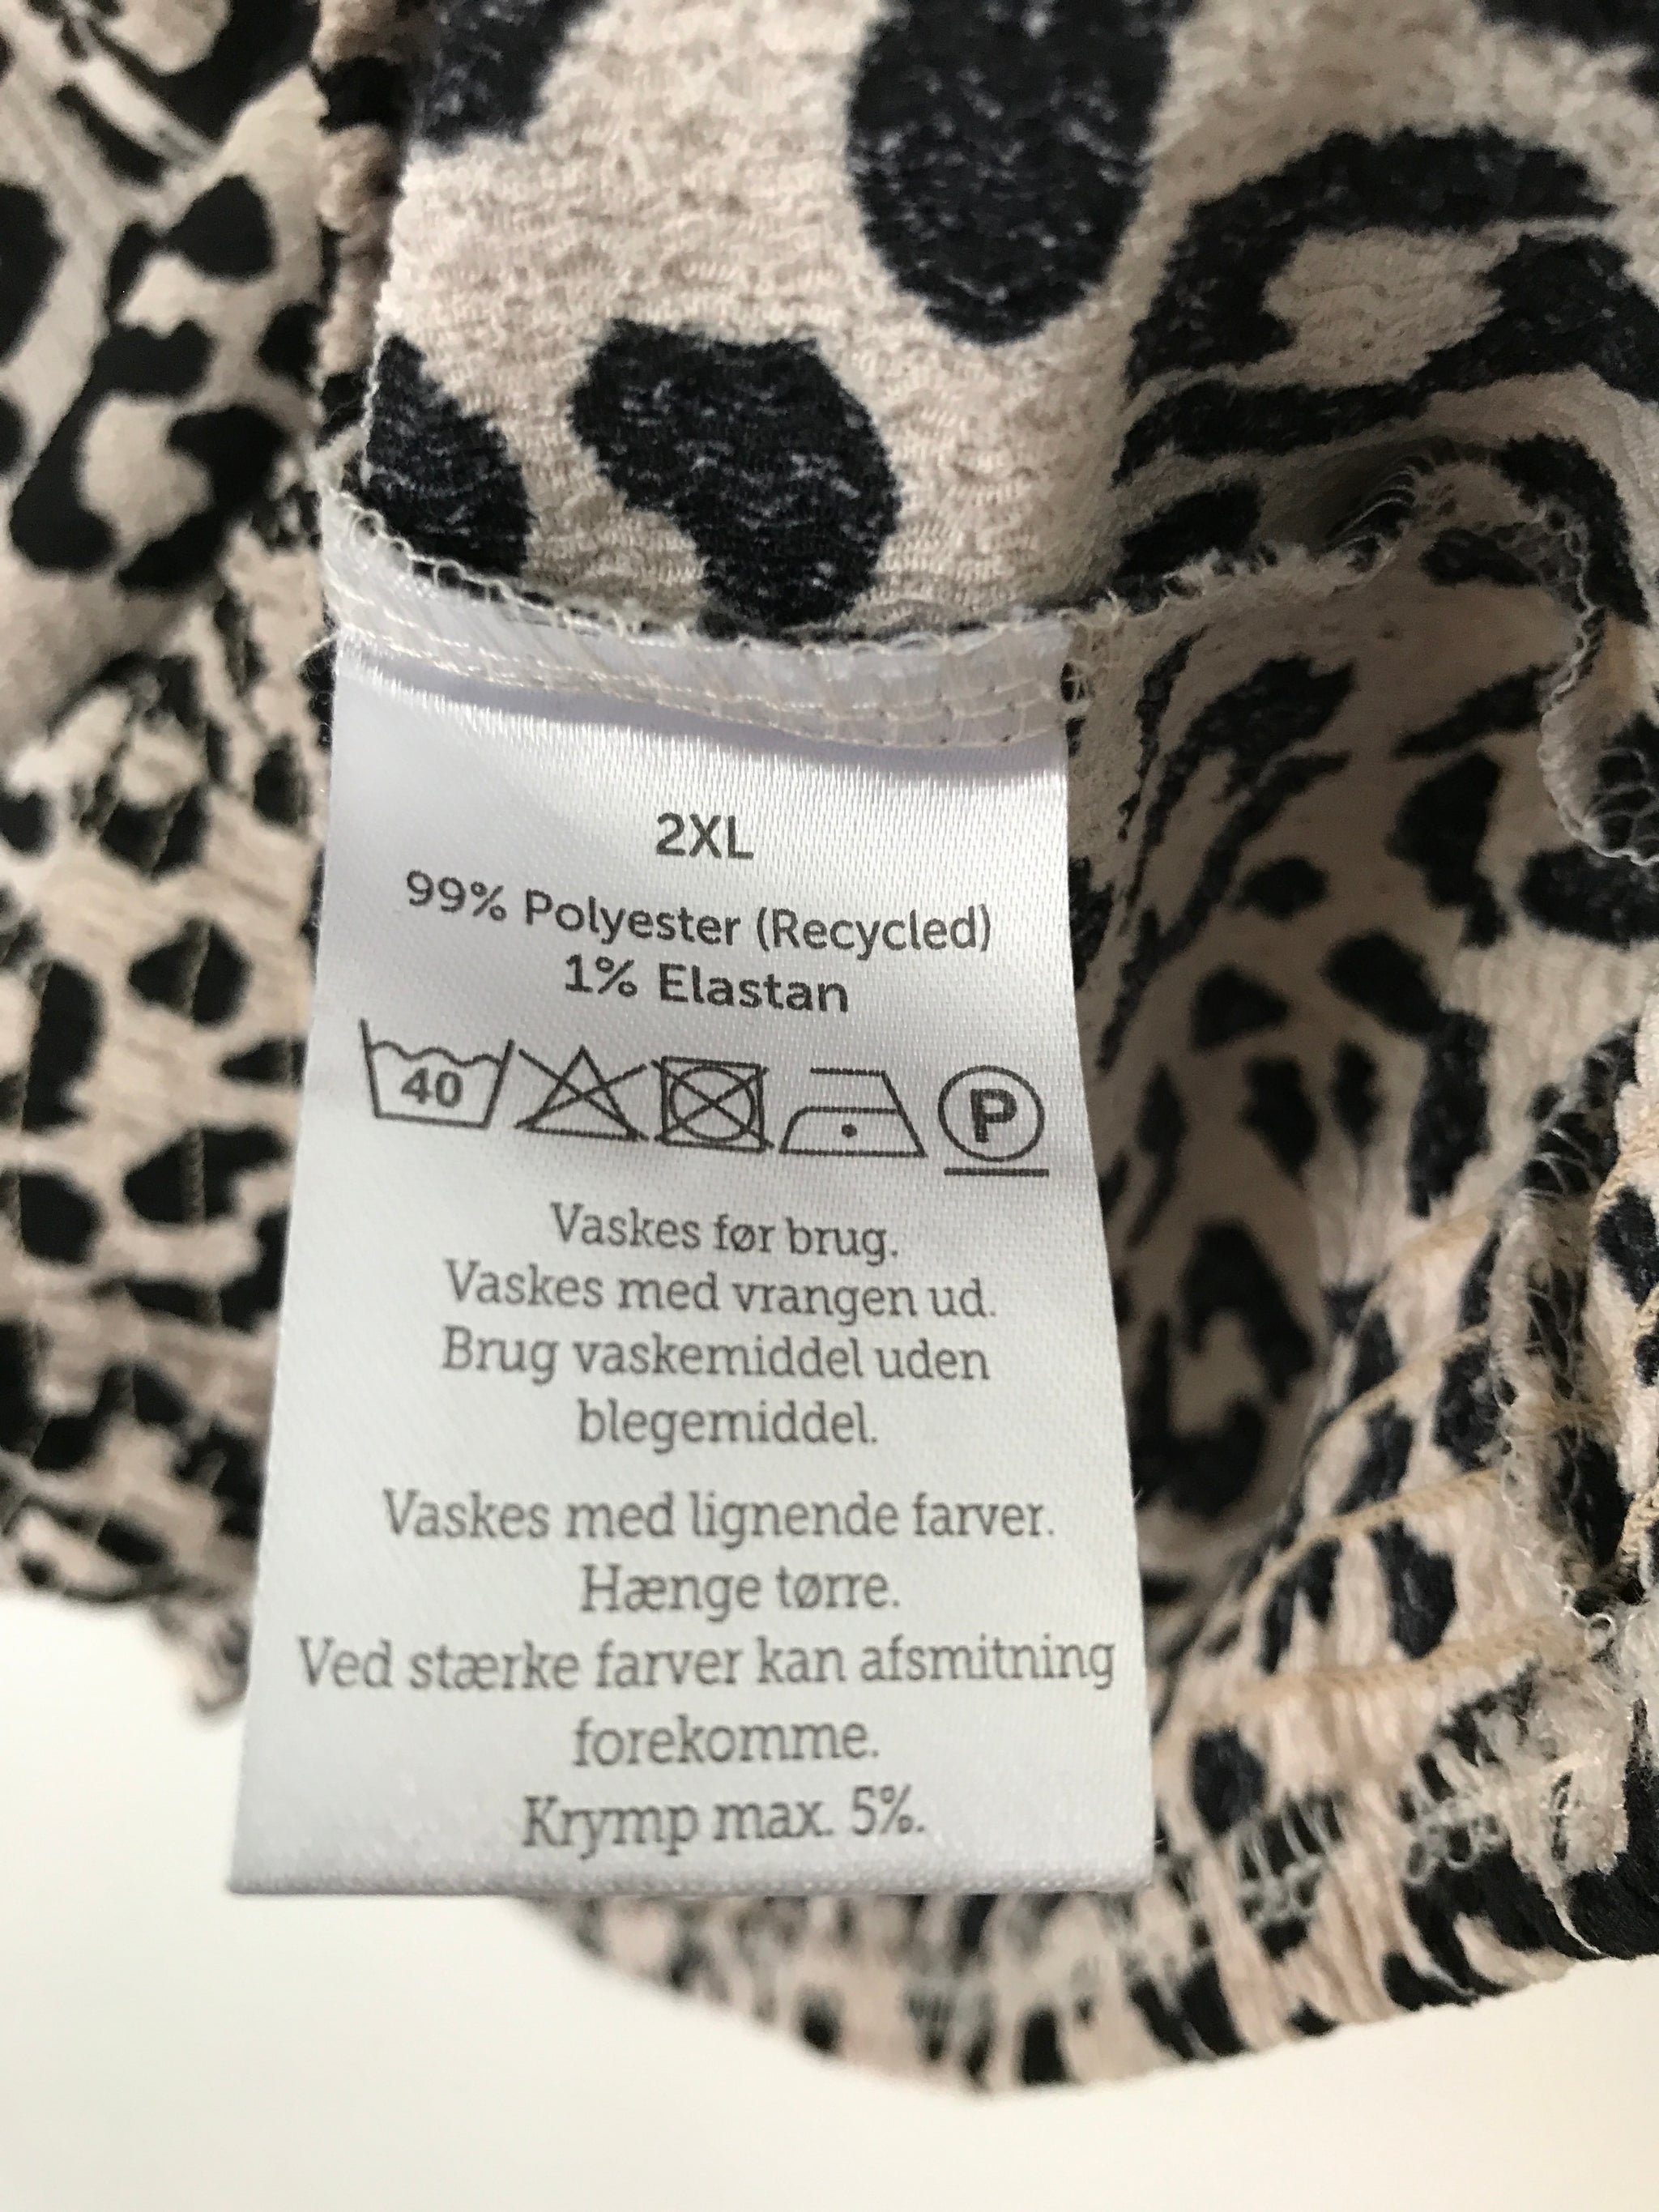 2XL
99% Polyester (Recycled)
1% Elastan
40
P
Vaskes før brug.
Vaskes med vrangen ud.
Brug vaskemiddel uden
blegemiddel.
Vaskes med lignende farver.
Hænge tørre.
Ved stærke farver kan afsmitning
forekomme.
Krymp max. 5%.